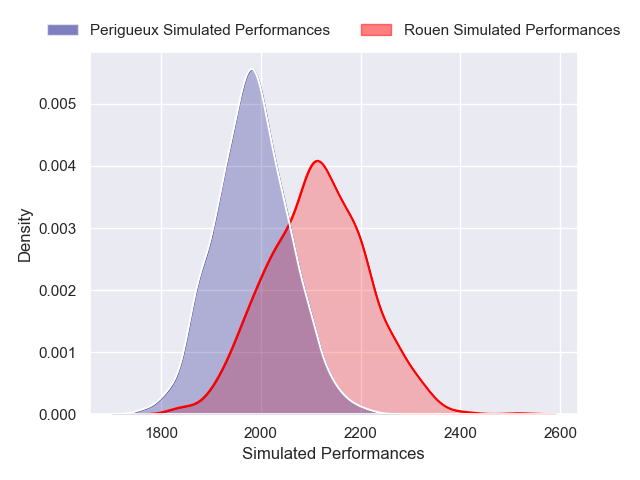 Perigueux Simulated Performances Rouen Simulated Performances
0.005
0.004
0.003
0.002
0.001
0.000
Density
1800 2000 2200 2400 2600
Simulated Performances